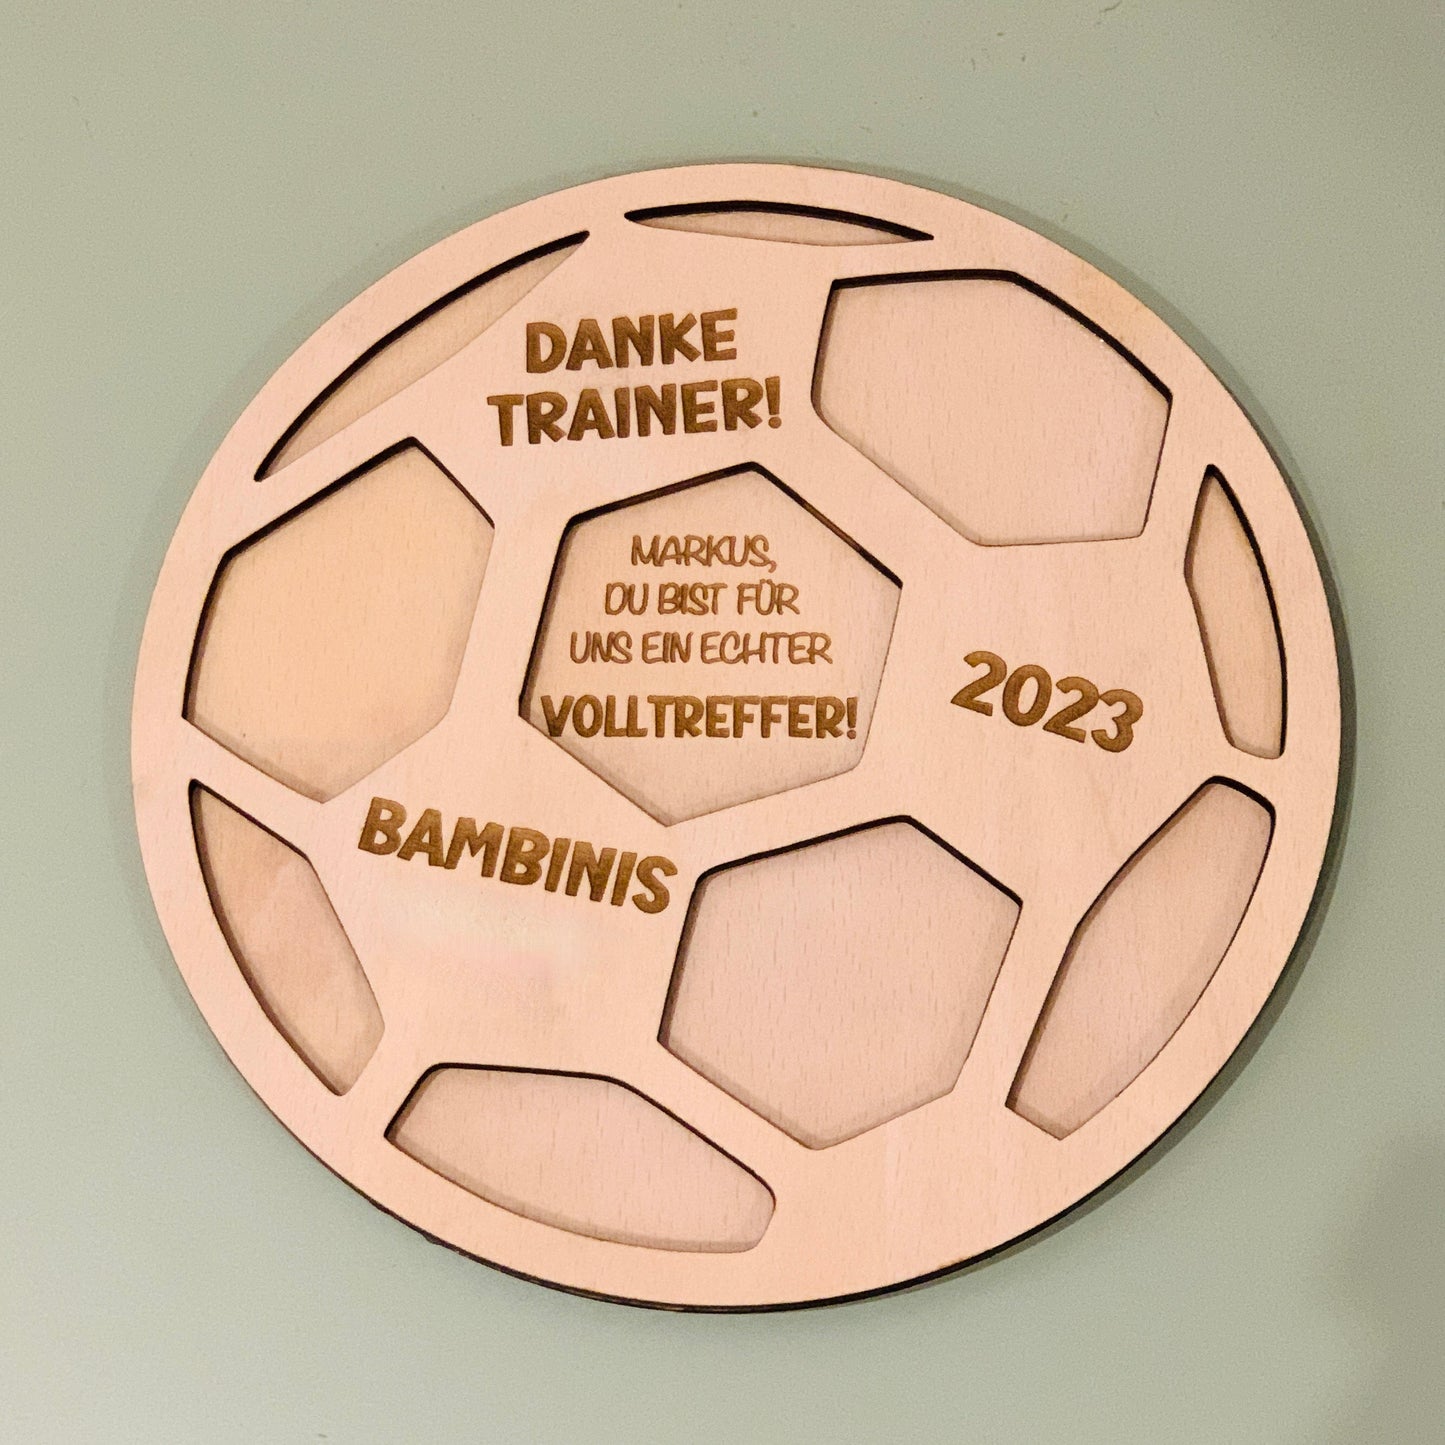 DANKE
TRAINER!
MARKUS,
DU BIST FÜR
UNS EIN ECHTER
VOLLTREFFER!
2023
BAMBINIS